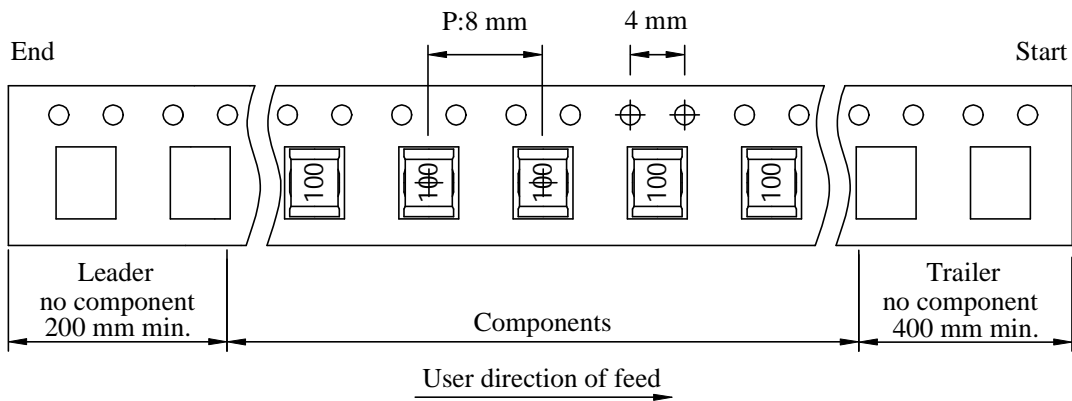 P:8 mm
4 mm
End
Start
100
100
100
100
100
Leader
no component
200 mm min.
Components
Trailer
no component
400 mm min.
User direction of feed